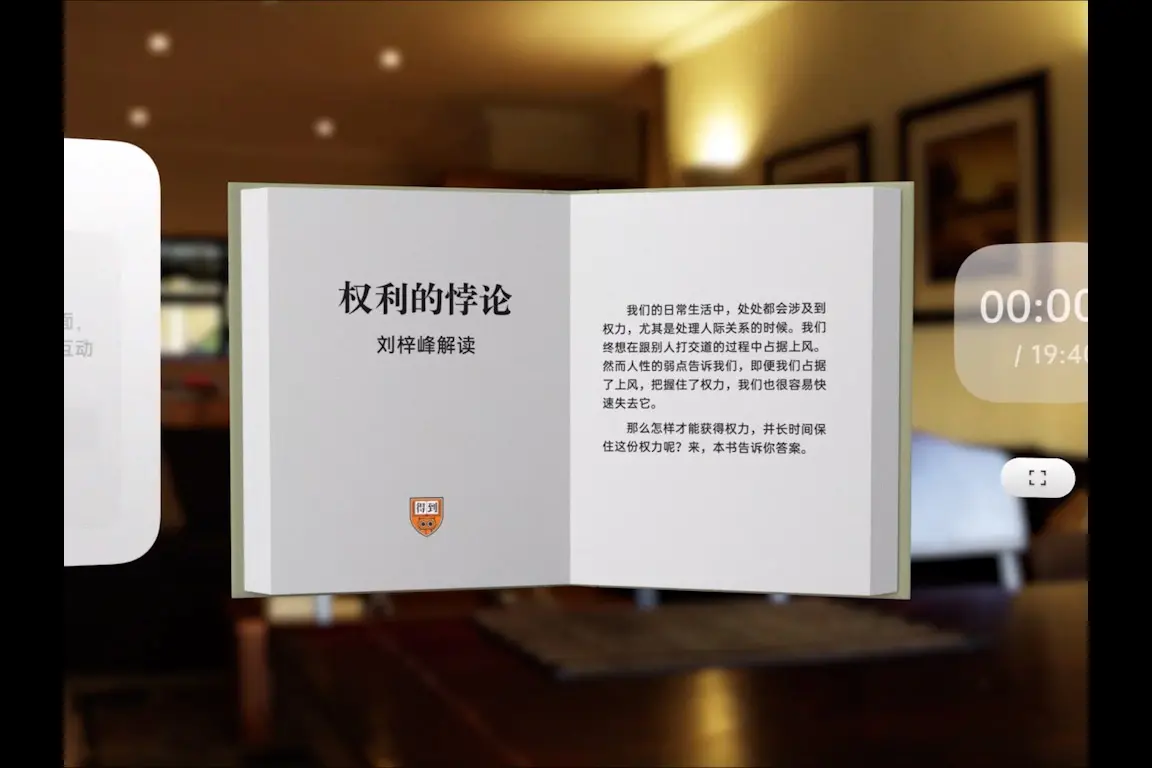 权利的悖论
刘梓峰解读
得到
我们的日常生活中，处处都会涉及到
权力，尤其是处理人际关系的时候。我们
终想在跟别人打交道的过程中占据上风。
然而人性的弱点告诉我们，即便我们占据
了上风，把握住了权力，我们也很容易快
速失去它。
那么怎样才能获得权力，并长时间保
住这份权力呢？来，本书告诉你答案。
面，
互动
00:00
/ 19:40